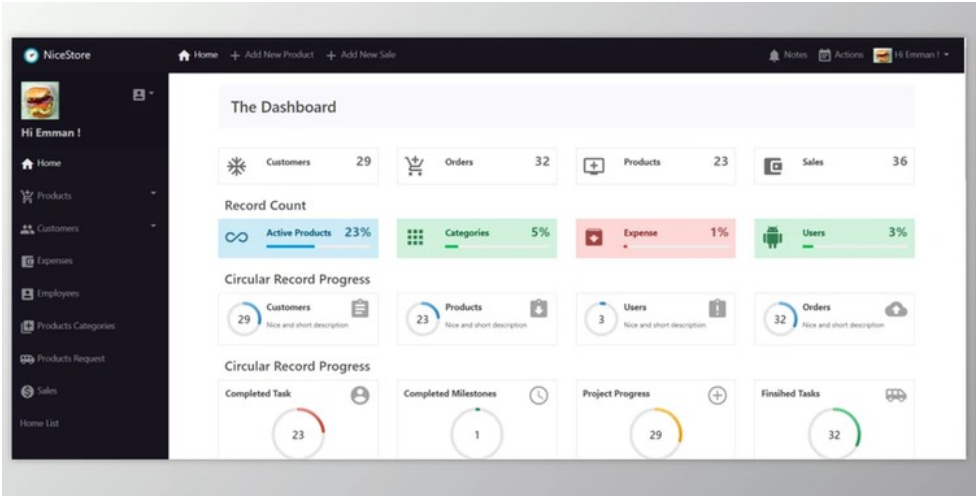 NiceStore
Home
Add New Product
Add New Sale
Notes
Actions
Hi Emman !
Hi Emman !
Home
Products
Customers
Expenses
Employees
Products Categories
Products Request
Sales
Home List
The Dashboard
Customers 29
Orders 32
Products 23
Sales 36
Record Count
Active Products 23%
Categories 5%
Expense 1%
Users 3%
Circular Record Progress
29 Customers
Nice and short description
23 Products
Nice and short description
3 Users
Nice and short description
32 Orders
Nice and short description
Circular Record Progress
Completed Task
23
Completed Milestones
1
Project Progress
29
Finsihed Tasks
32